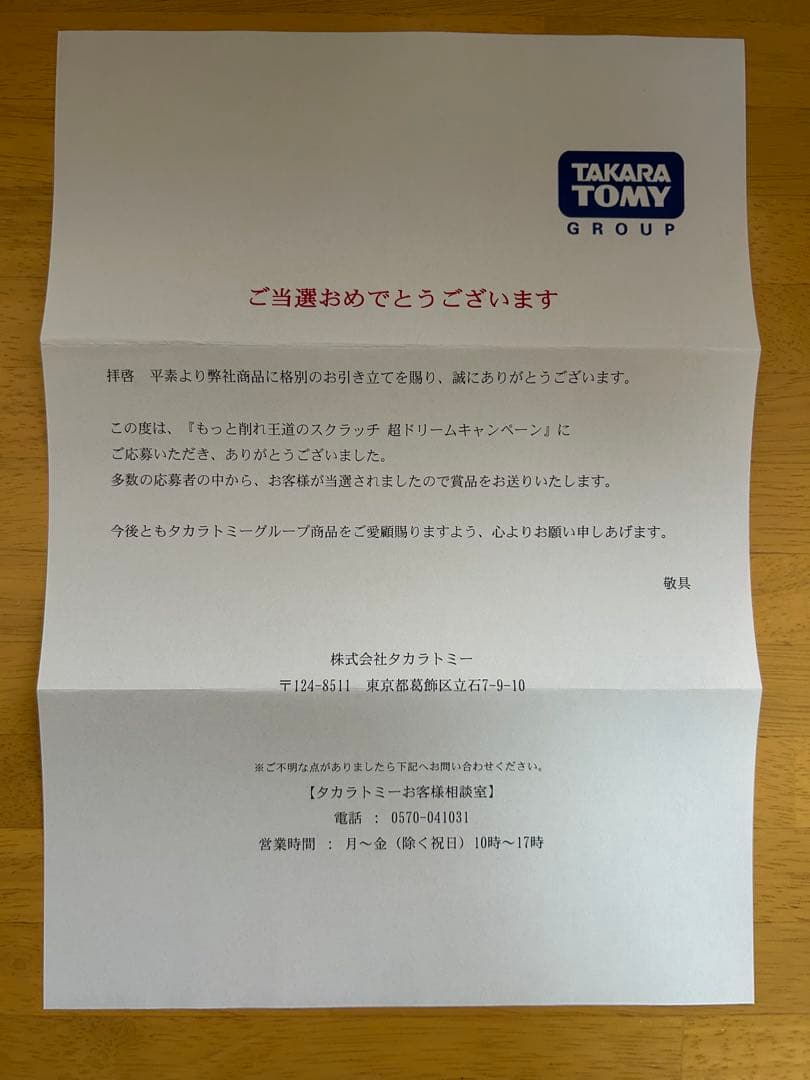 TAKARA
TOMY
GROUP
ご当選おめでとうございます
拝啓　平素より弊社商品に格別のお引き立てを賜り、誠にありがとうございます。
この度は、『もっと削れ王道のスクラッチ 超ドリームキャンペーン』に
ご応募いただき、ありがとうございました。
多数の応募者の中から、お客様が当選されましたので賞品をお送りいたします。
今後ともタカラトミーグループ商品をご愛顧賜りますよう、心よりお願い申しあげます。
敬具
株式会社タカラトミー
〒124-8511　東京都葛飾区立石7-9-10
※ご不明な点がありましたら下記へお問い合わせください。
【タカラトミーお客様相談室】
電話 ： 0570-041031
営業時間 ： 月～金（除く祝日）10時～17時